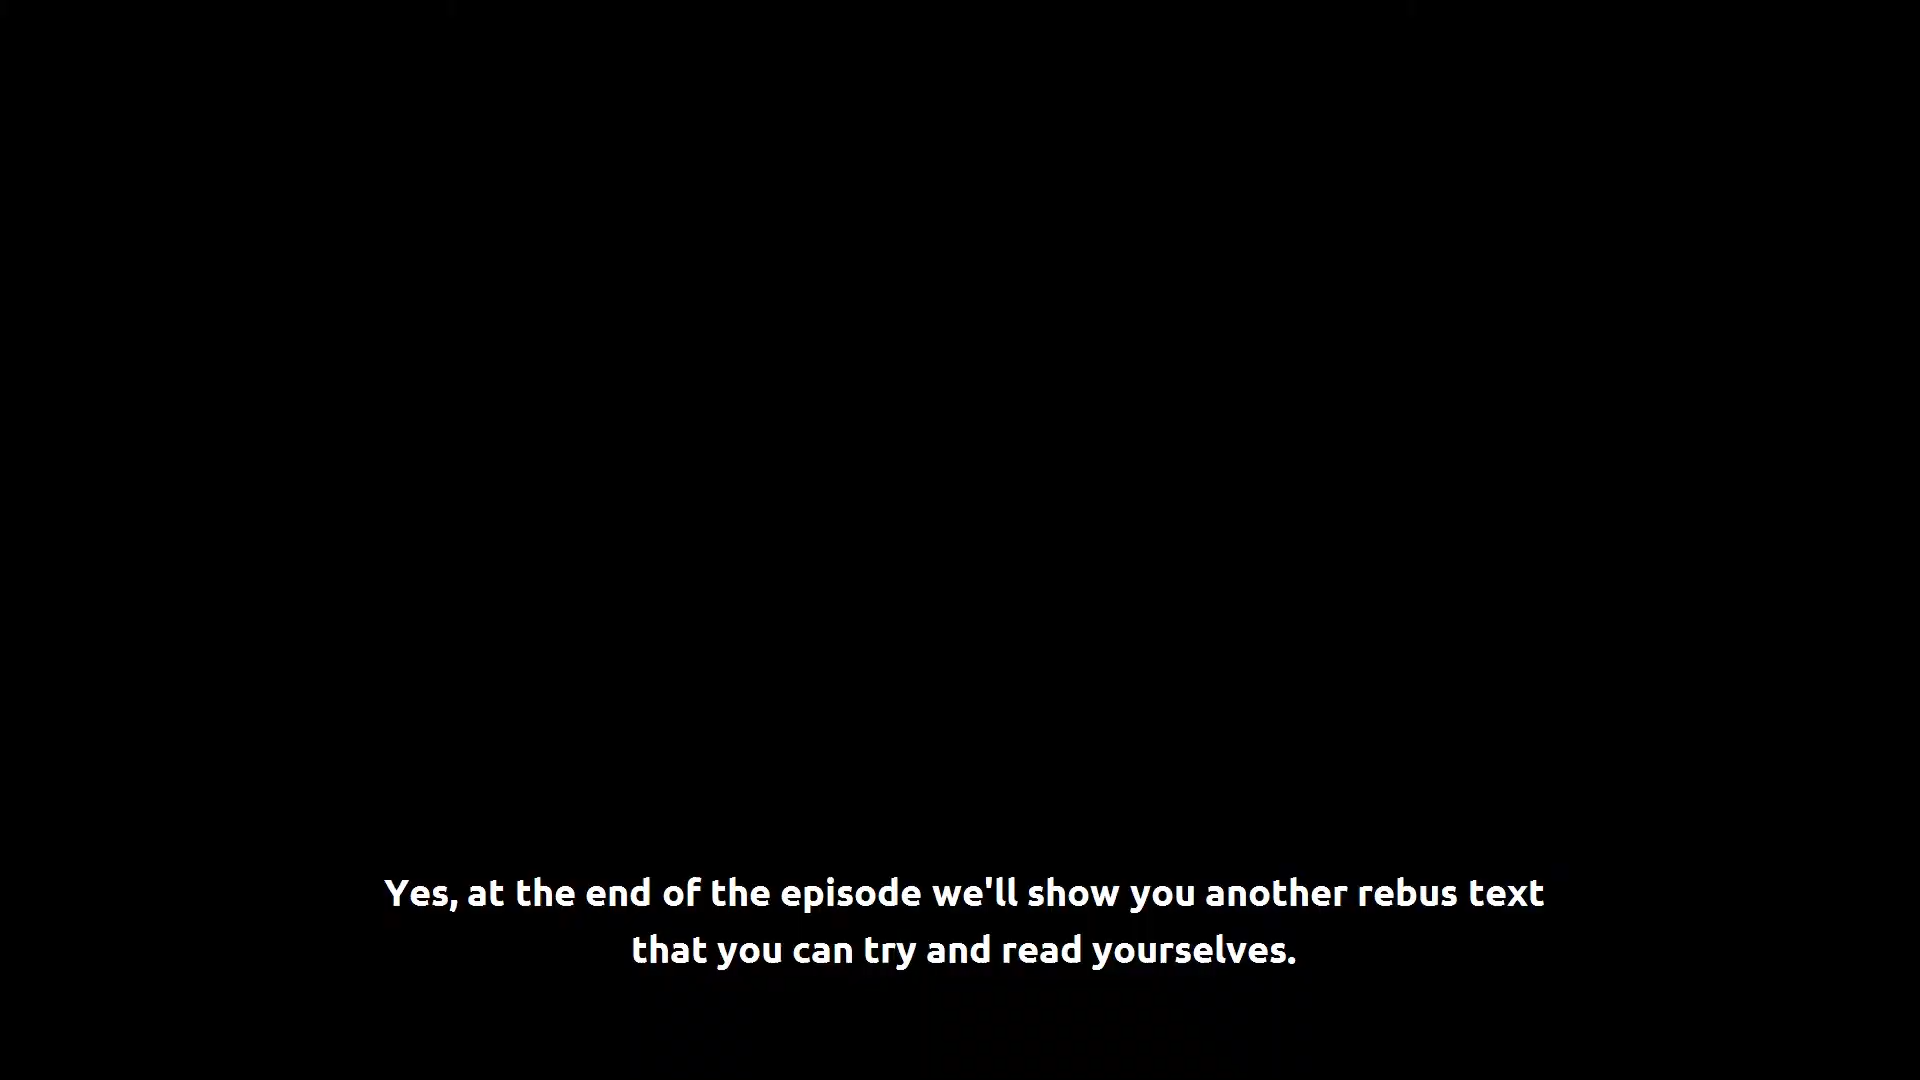 Yes, at the end of the episode we'll show you another rebus text
that you can try and read yourselves.